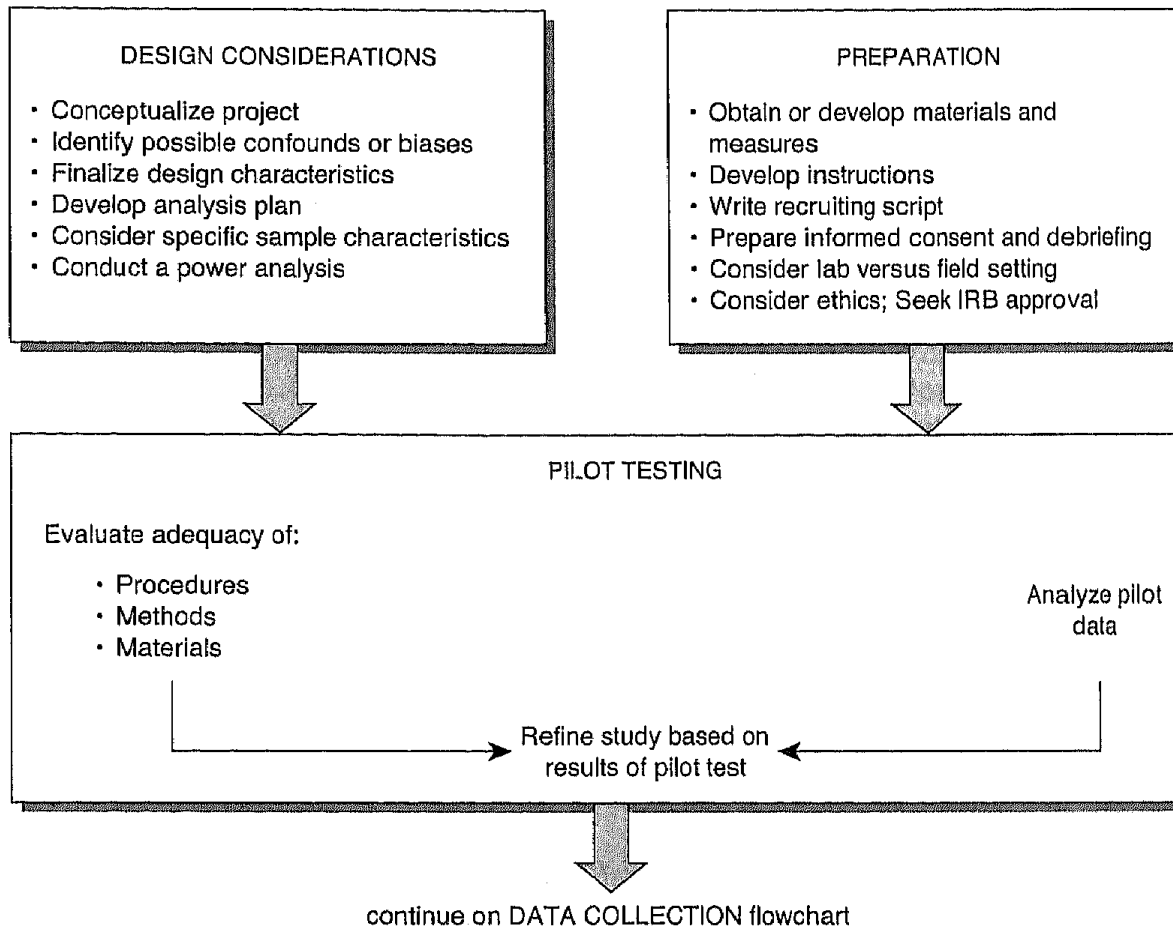 DESIGN CONSIDERATIONS
• Conceptualize project
• Identify possible confounds or biases
• Finalize design characteristics
• Develop analysis plan
• Consider specific sample characteristics
• Conduct a power analysis
PREPARATION
• Obtain or develop materials and
measures
• Develop instructions
• Write recruiting script
• Prepare informed consent and debriefing
• Consider lab versus field setting
• Consider ethics; Seek IRB approval
PILOT TESTING
Evaluate adequacy of:
• Procedures
• Methods
• Materials
Analyze pilot
data
Refine study based on
results of pilot test
continue on DATA COLLECTION flowchart